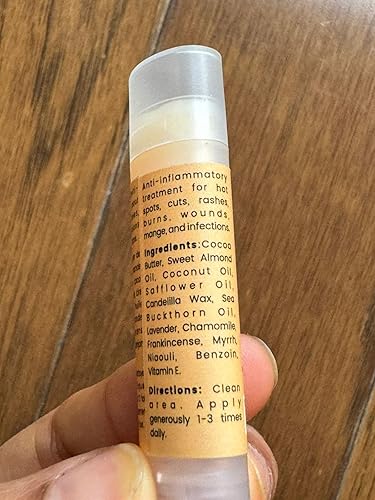 Anti-inflammatory
treatment for hot
spots, cuts, rashes,
burns, wounds,
mange, and infections.
Ingredients:Cocoa
Butter, Sweet Almond
Oil, Coconut Oil,
Safflower Oil,
Candelilla Wax, Sea
Buckthorn Oil,
Lavender, Chamomile,
Frankincense, Myrrh,
Niaouli, Benzoin,
Vitamin E.
Directions: Clean
area. Apply
generously 1-3 times
daily.